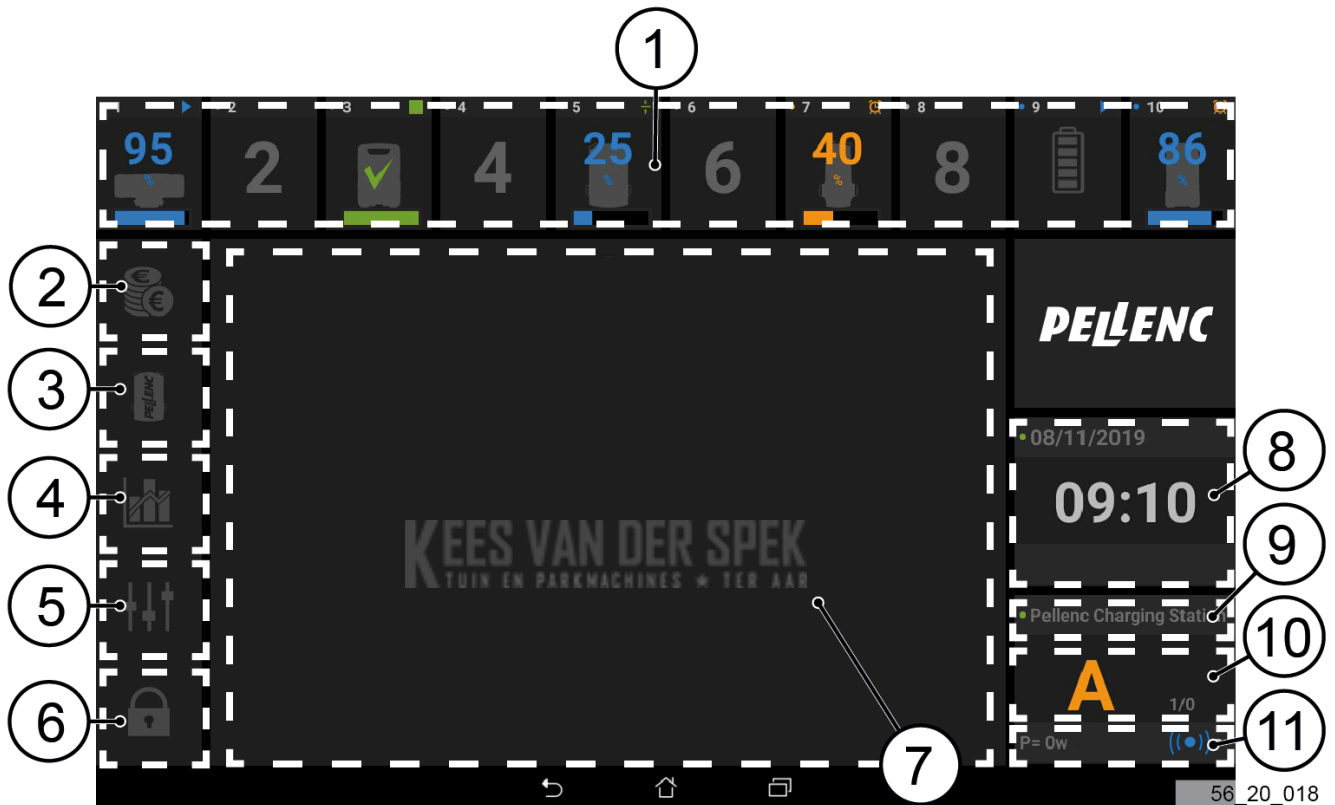 1
1 2 3 4 5 6 7 8 9 10
95 25 40 86
2 4 6 8
% % % %
2
3
4
5
6
PELLENC
PELLENC
08/11/2019
09:10
8
KEES VAN DER SPEK
TUIN EN PARKMACHINES ★ TER AAR
9
Pellenc Charging Station
10
A
1/0
P= 0w
11
7
56_20_018